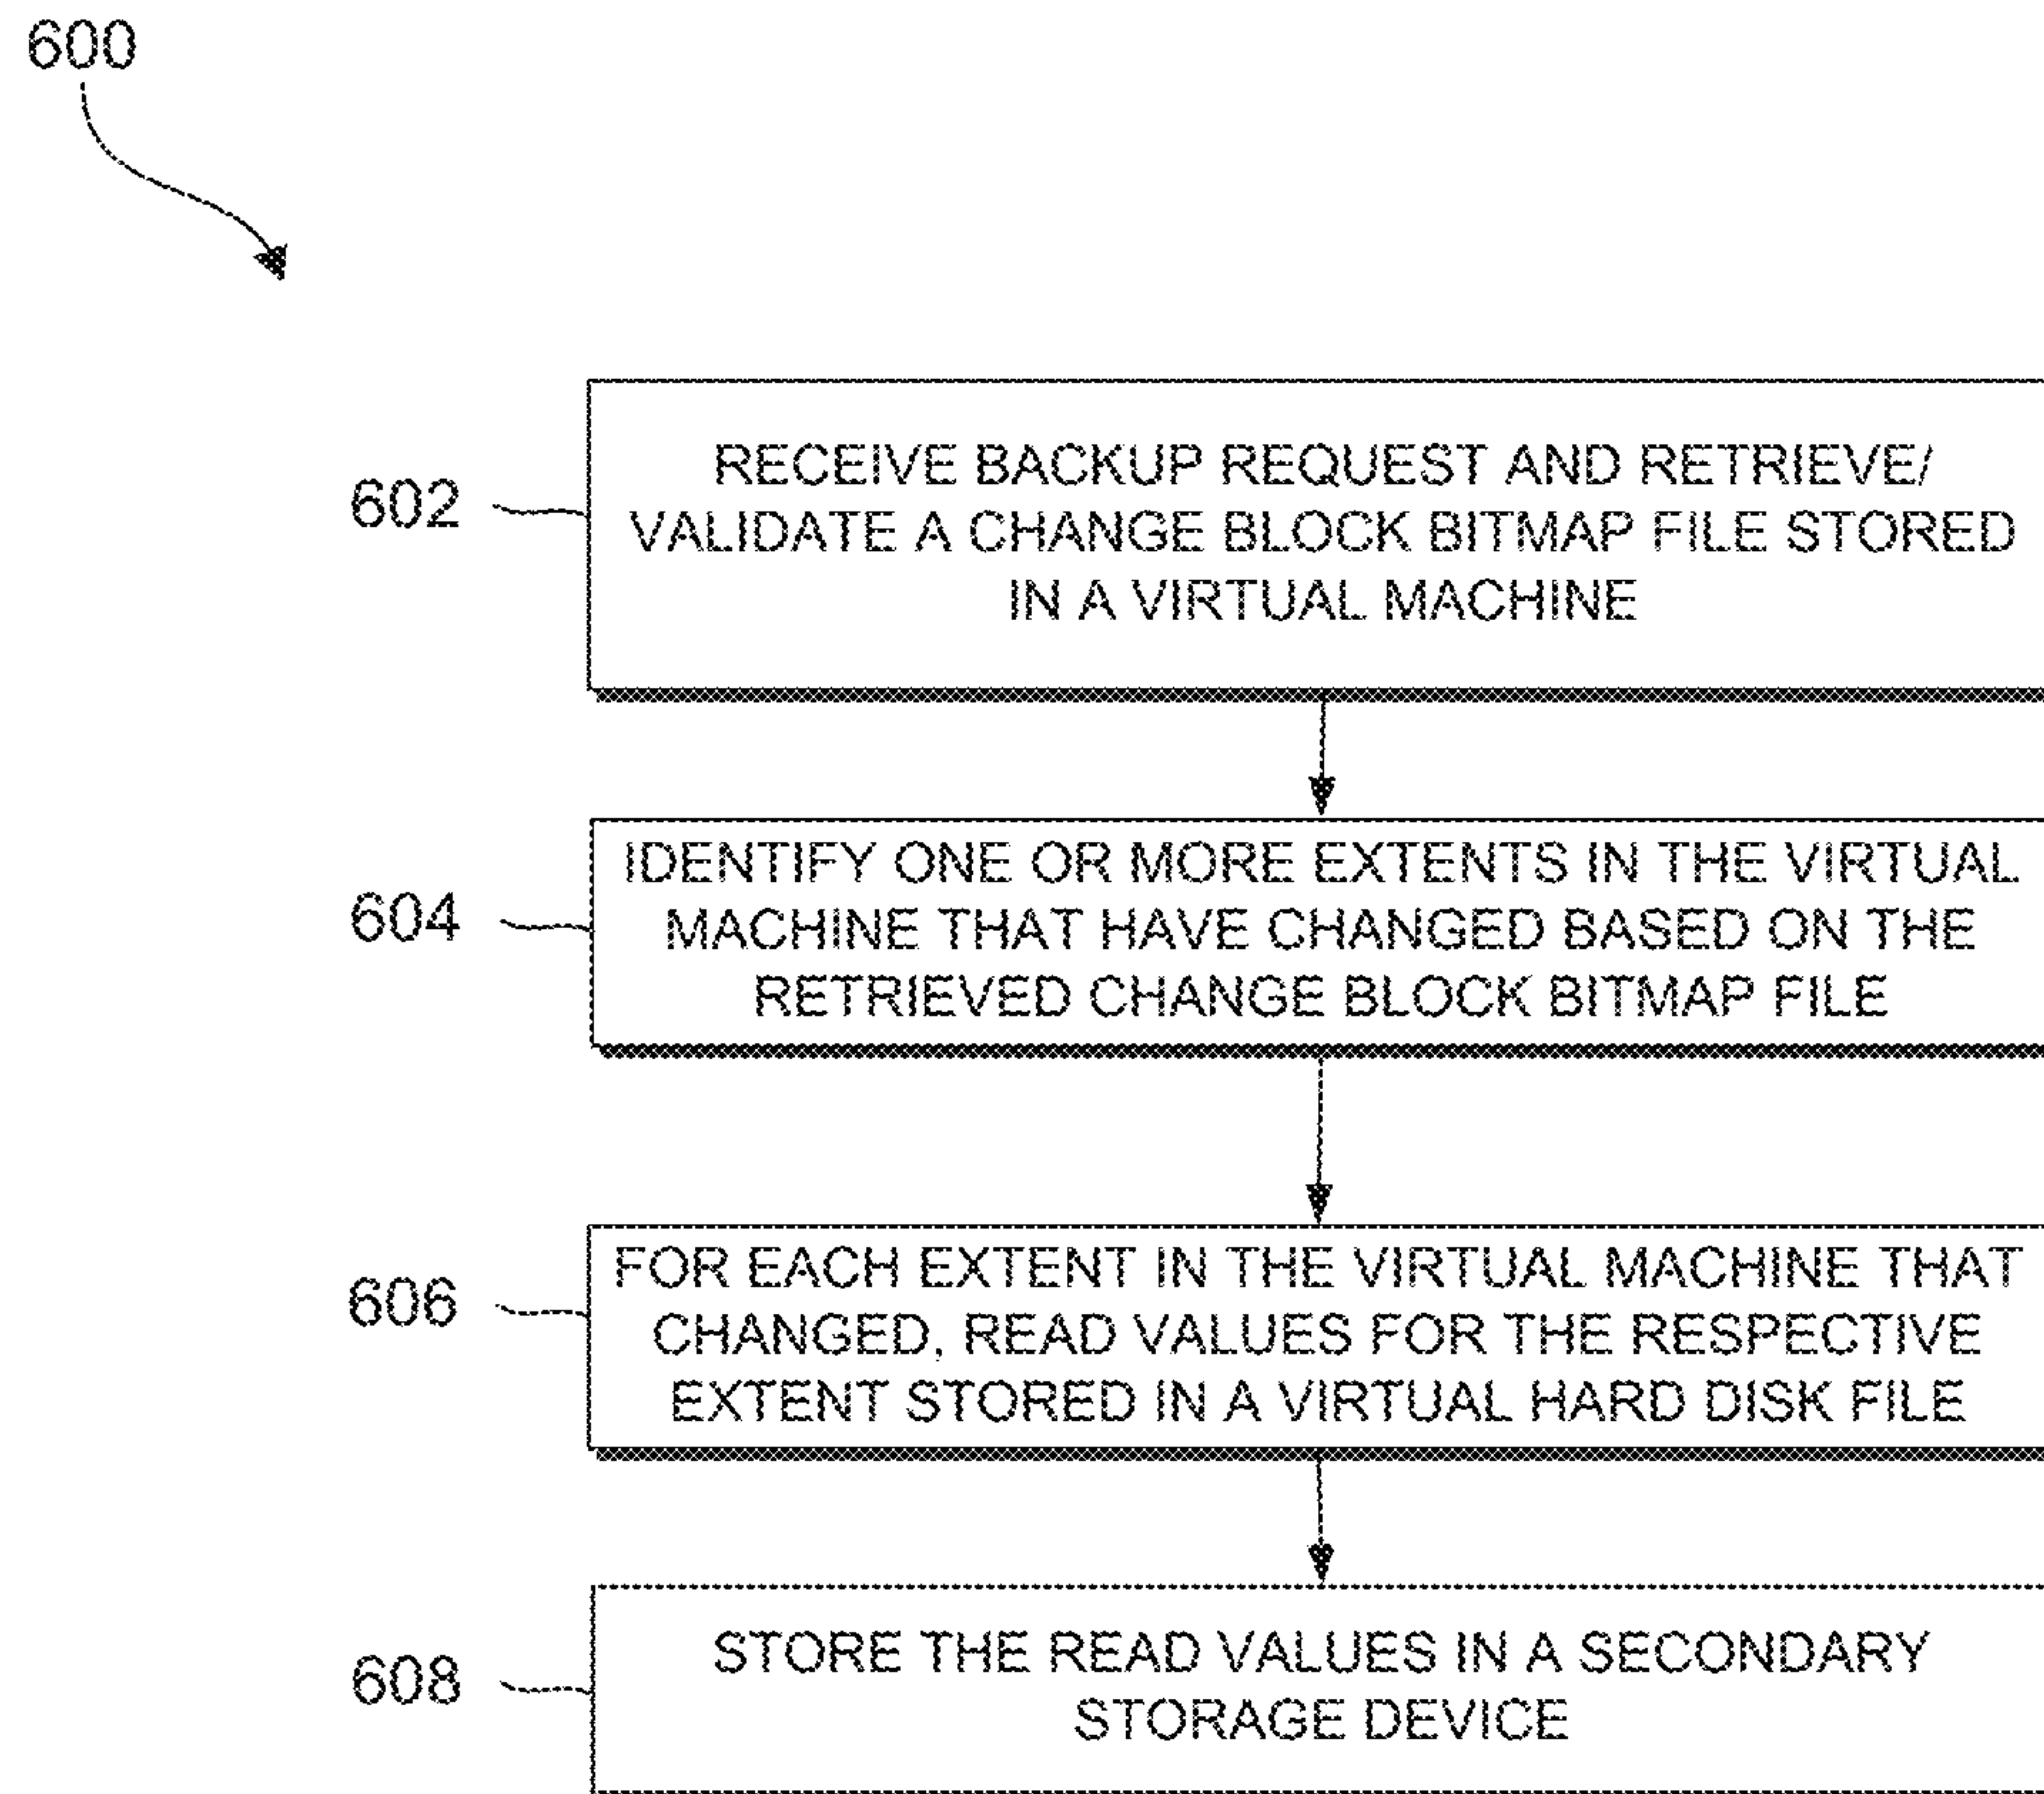 600
602
RECEIVE BACKUP REQUEST AND RETRIEVE/
VALIDATE A CHANGE BLOCK BITMAP FILE STORED
IN A VIRTUAL MACHINE
604
IDENTIFY ONE OR MORE EXTENTS IN THE VIRTUAL
MACHINE THAT HAVE CHANGED BASED ON THE
RETRIEVED CHANGE BLOCK BITMAP FILE
606
FOR EACH EXTENT IN THE VIRTUAL MACHINE THAT
CHANGED, READ VALUES FOR THE RESPECTIVE
EXTENT STORED IN A VIRTUAL HARD DISK FILE
608
STORE THE READ VALUES IN A SECONDARY
STORAGE DEVICE